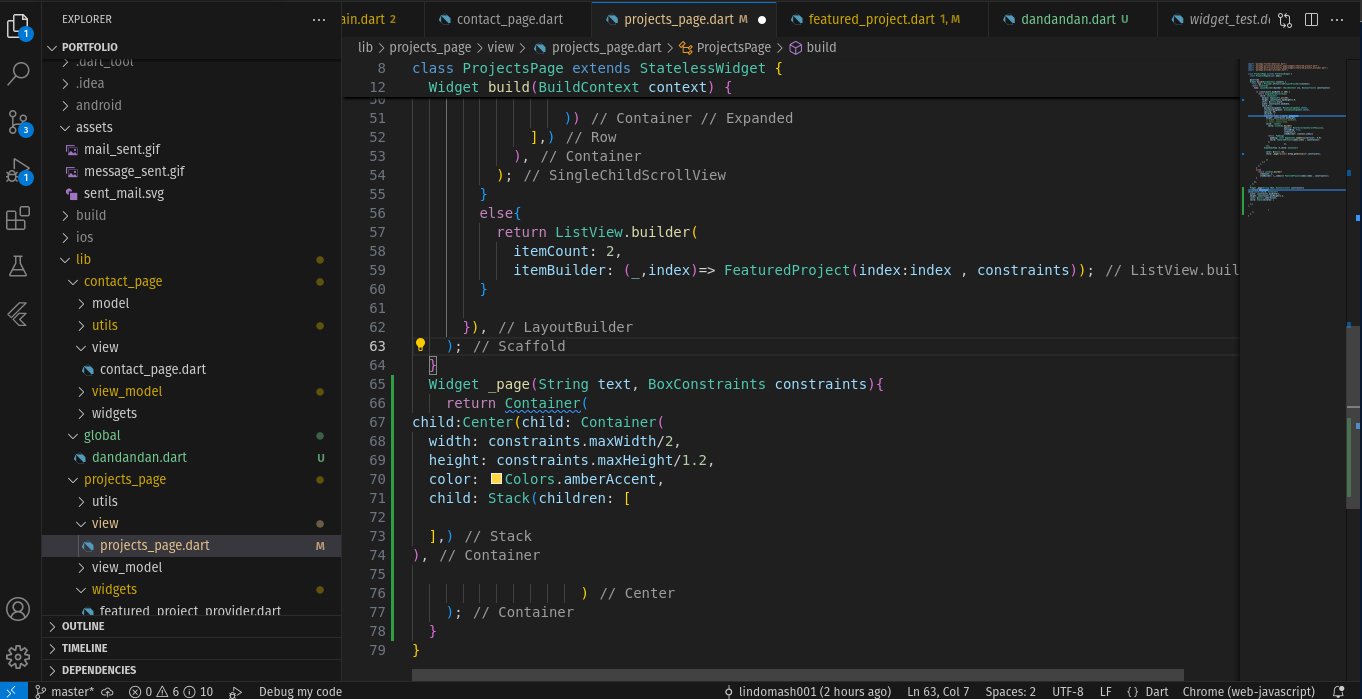 EXPLORER
PORTFOLIO
.dart_tool
.idea
android
assets
mail_sent.gif
message_sent.gif
sent_mail.svg
build
ios
lib
contact_page
model
utils
view
contact_page.dart
view_model
widgets
global
dandandan.dart U
projects_page
utils
view
projects_page.dart M
view_model
widgets
featured_project_provider.dart
OUTLINE
TIMELINE
DEPENDENCIES
1
3
1
ain.dart 2 contact_page.dart projects_page.dart M featured_project.dart 1, M dandandan.dart U widget_test.d
lib > projects_page > view > projects_page.dart > ProjectsPage > build
8 class ProjectsPage extends StatelessWidget {
12 Widget build(BuildContext context) {
50
51 )) // Container // Expanded
52 ],) // Row
53 ), // Container
54 ); // SingleChildScrollView
55 }
56 else{
57 return ListView.builder(
58 itemCount: 2,
59 itemBuilder: (_,index)=> FeaturedProject(index:index , constraints)); // ListView.buil
60 }
61
62 }), // LayoutBuilder
63 ); // Scaffold
64 }
65 Widget _page(String text, BoxConstraints constraints){
66 return Container(
67 child:Center(child: Container(
68 width: constraints.maxWidth/2,
69 height: constraints.maxHeight/1.2,
70 color: Colors.amberAccent,
71 child: Stack(children: [
72
73 ],) // Stack
74 ), // Container
75
76 ) // Center
77 ); // Container
78 }
79 }
master* 0 6 10 Debug my code lindomash001 (2 hours ago) Ln 63, Col 7 Spaces: 2 UTF-8 LF {} Dart Chrome (web-javascript)